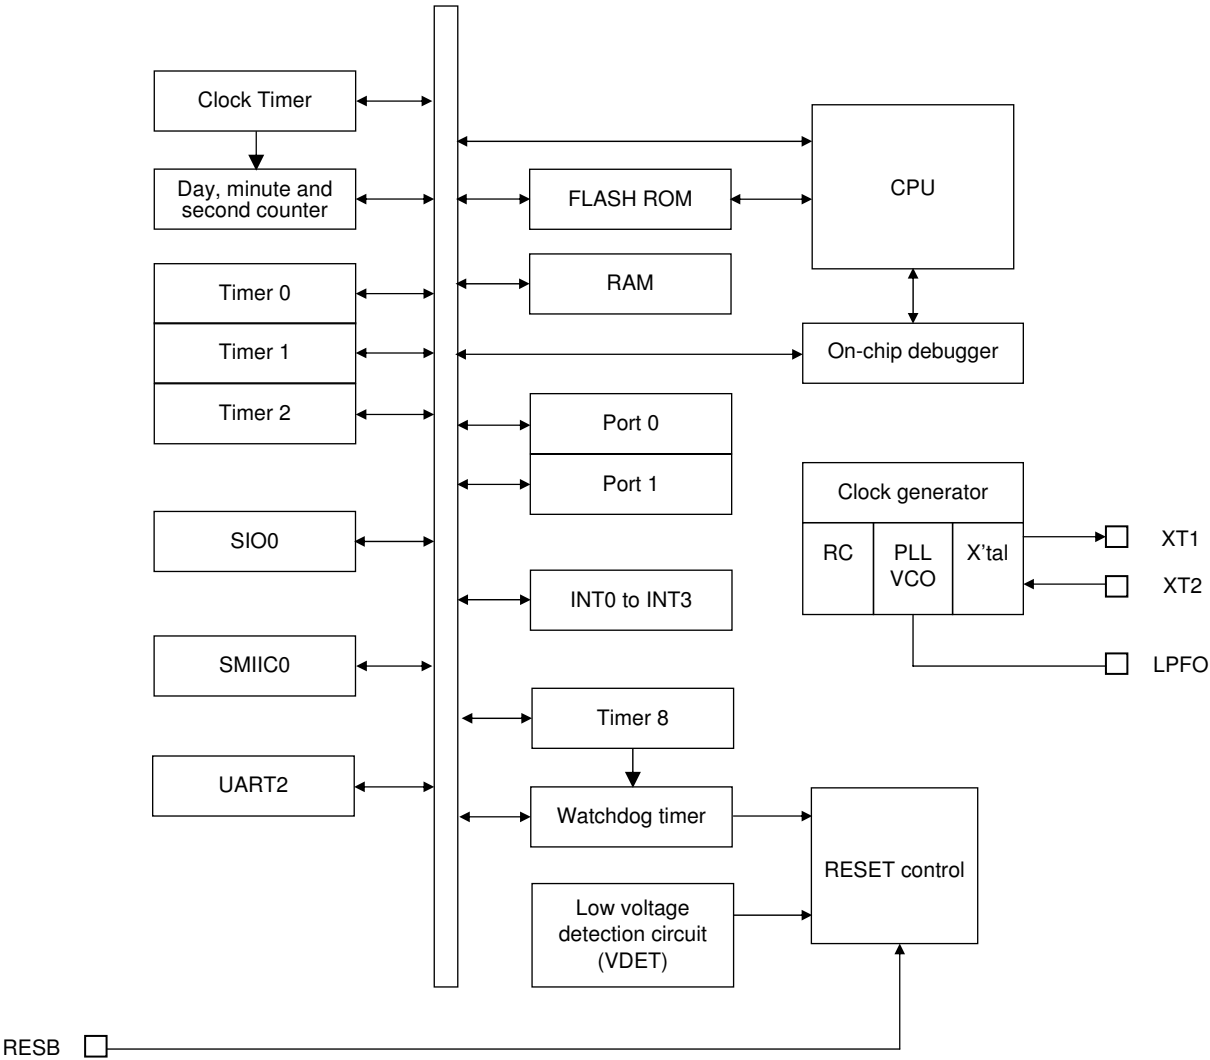 Clock Timer
Day, minute and
second counter
Timer 0
Timer 1
Timer 2
SIO0
SMIIC0
UART2
FLASH ROM
RAM
Port 0
Port 1
INT0 to INT3
Timer 8
Watchdog timer
Low voltage
detection circuit
(VDET)
CPU
On-chip debugger
Clock generator
RC
PLL
VCO
X’tal
XT1
XT2
LPFO
RESET control
RESB